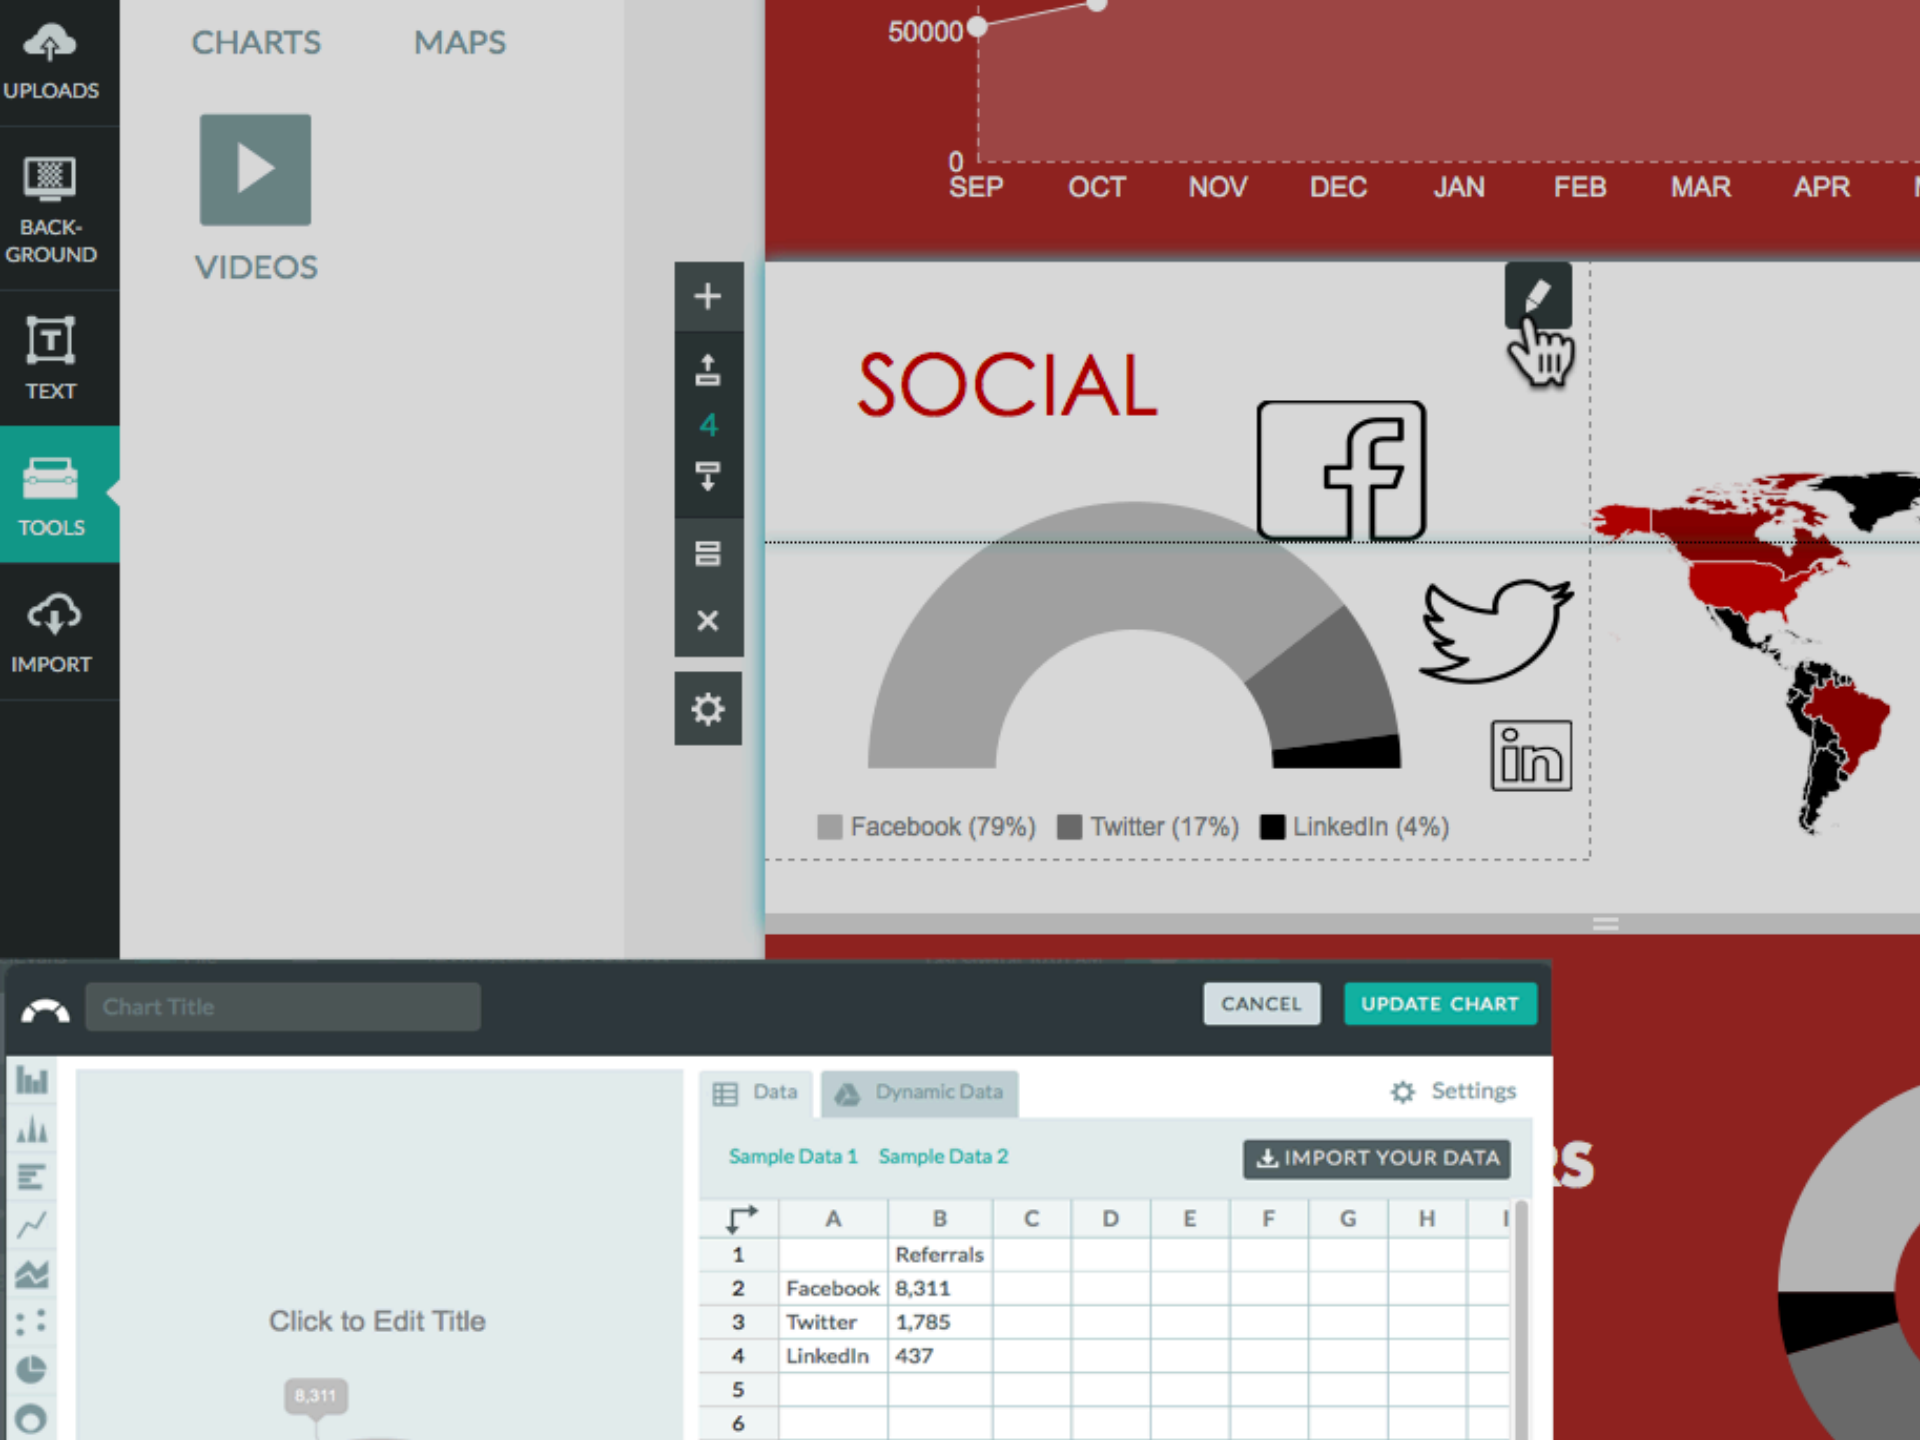 UPLOADS
BACK-
GROUND
TEXT
TOOLS
IMPORT
CHARTS MAPS
VIDEOS
4
50000
0
SEP OCT NOV DEC JAN FEB MAR APR
SOCIAL
f
in
Facebook (79%) Twitter (17%) LinkedIn (4%)
Chart Title
CANCEL UPDATE CHART
Data Dynamic Data Settings
Sample Data 1 Sample Data 2 IMPORT YOUR DATA
A B C D E F G H I
1 Referrals
2 Facebook 8,311
3 Twitter 1,785
4 LinkedIn 437
5
6
Click to Edit Title
8,311
RS